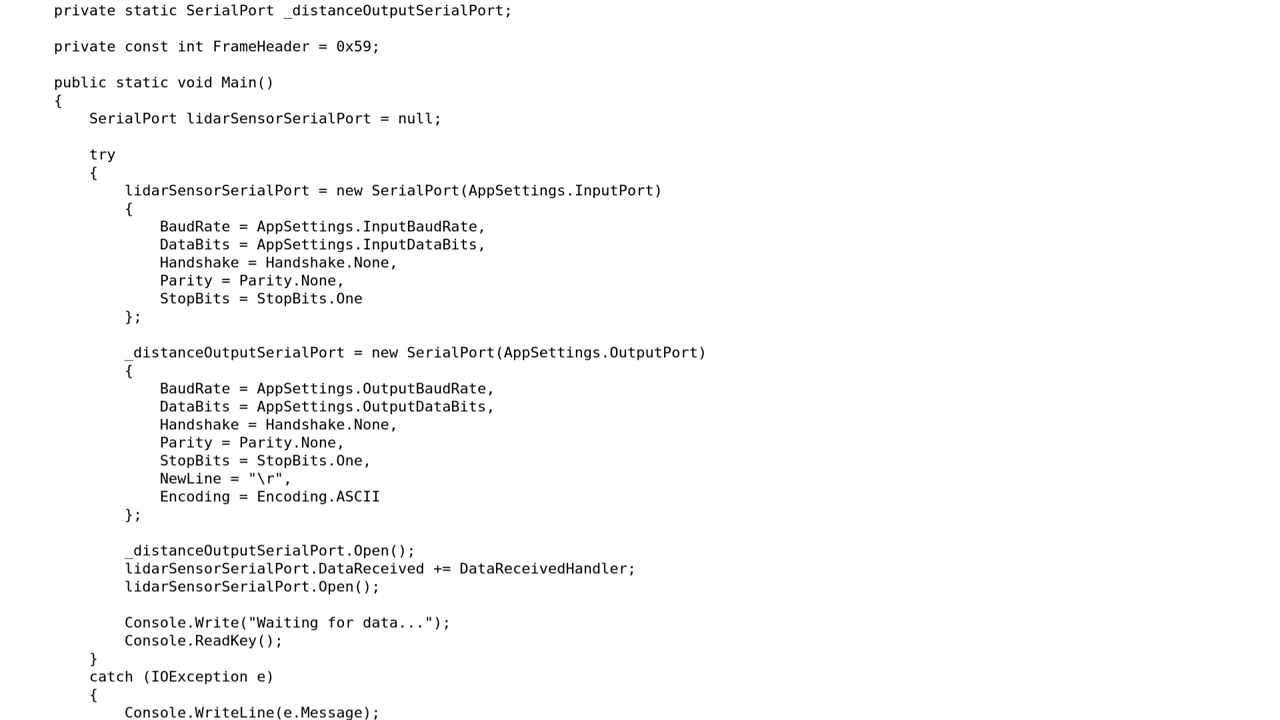 private static SerialPort _distanceOutputSerialPort;
private const int FrameHeader = 0x59;
public static void Main()
{
SerialPort lidarSensorSerialPort = null;
try
{
lidarSensorSerialPort = new SerialPort(AppSettings.InputPort)
{
BaudRate = AppSettings.InputBaudRate,
DataBits = AppSettings.InputDataBits,
Handshake = Handshake.None,
Parity = Parity.None,
StopBits = StopBits.One
};
_distanceOutputSerialPort = new SerialPort(AppSettings.OutputPort)
{
BaudRate = AppSettings.OutputBaudRate,
DataBits = AppSettings.OutputDataBits,
Handshake = Handshake.None,
Parity = Parity.None,
StopBits = StopBits.One,
NewLine = "\r",
Encoding = Encoding.ASCII
};
_distanceOutputSerialPort.Open();
lidarSensorSerialPort.DataReceived += DataReceivedHandler;
lidarSensorSerialPort.Open();
Console.Write("Waiting for data...");
Console.ReadKey();
}
catch (IOException e)
{
Console.WriteLine(e.Message);